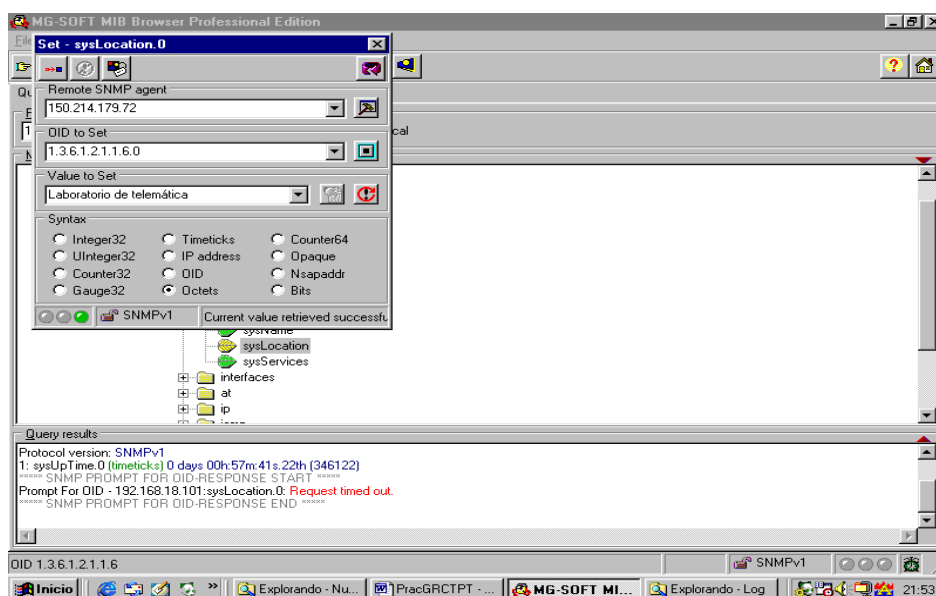 MG-SOFT MIB Browser Professional Edition
Set - sysLocation.0
Remote SNMP agent
150.214.179.72
OID to Set
1.3.6.1.2.1.1.6.0
cal
Value to Set
Laboratorio de telemática
Syntax
Integer32 Timeticks Counter64
UInteger32 IP address Opaque
Counter32 OID Nsapaddr
Gauge32 Octets Bits
SNMPv1 Current value retrieved successfu
sysName
sysLocation
sysServices
interfaces
at
ip
Query results
Protocol version: SNMPv1
1: sysUpTime.0 (timeticks) 0 days 00h:57m:41s.22th (346122)
***** SNMP PROMPT FOR OID-RESPONSE START *****
Prompt For OID - 192.168.18.101:sysLocation.0: Request timed out.
***** SNMP PROMPT FOR OID-RESPONSE END *****
OID 1.3.6.1.2.1.1.6 SNMPv1
Inicio » Explorando - Nu... PracGRCTPT - ... MG-SOFT MI... Explorando - Log 21:53